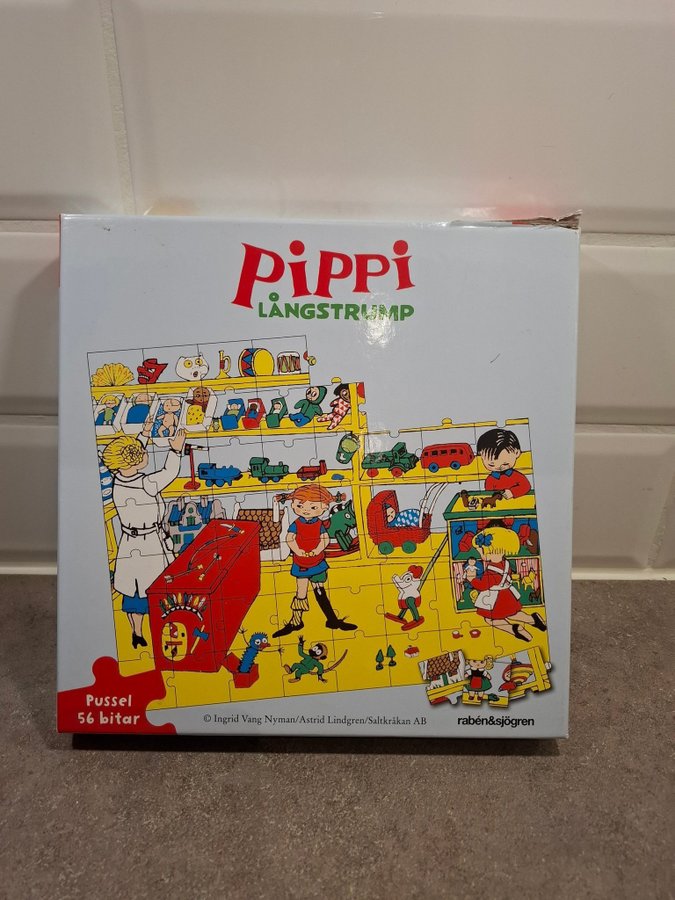 PiPPi
LÅNGSTRUMP
Pussel
56 bitar
© Ingrid Vang Nyman/Astrid Lindgren/Saltkråkan AB
rabén&sjögren